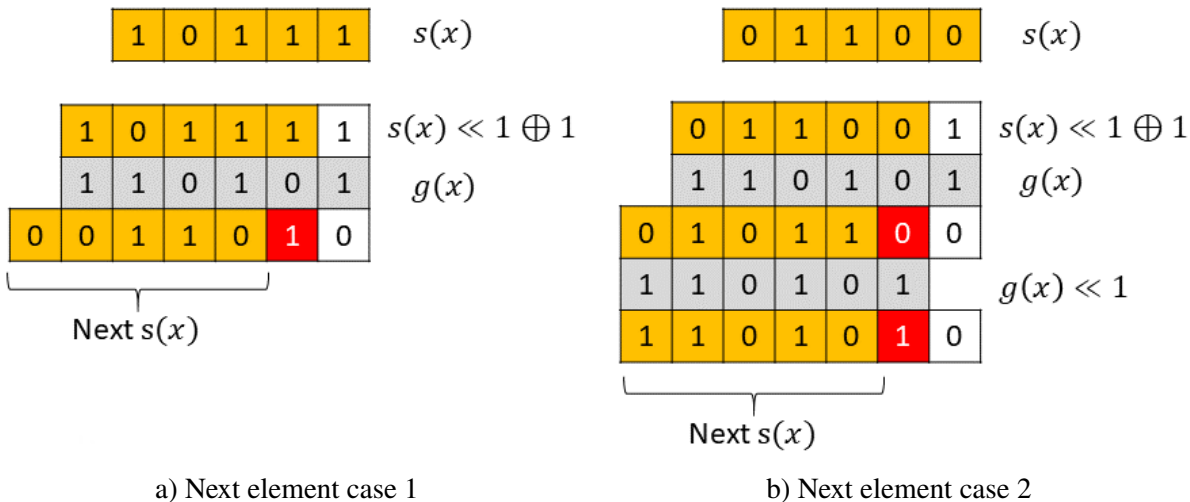 1 0 1 1 1 s(x)
1 0 1 1 1 1 s(x) ≪ 1 ⊕ 1
1 1 0 1 0 1 g(x)
0 0 1 1 0 1 0
Next s(x)
a) Next element case 1
0 1 1 0 0 s(x)
0 1 1 0 0 1 s(x) ≪ 1 ⊕ 1
1 1 0 1 0 1 g(x)
0 1 0 1 1 0 0
1 1 0 1 0 1 g(x) ≪ 1
1 1 0 1 0 1 0
Next s(x)
b) Next element case 2